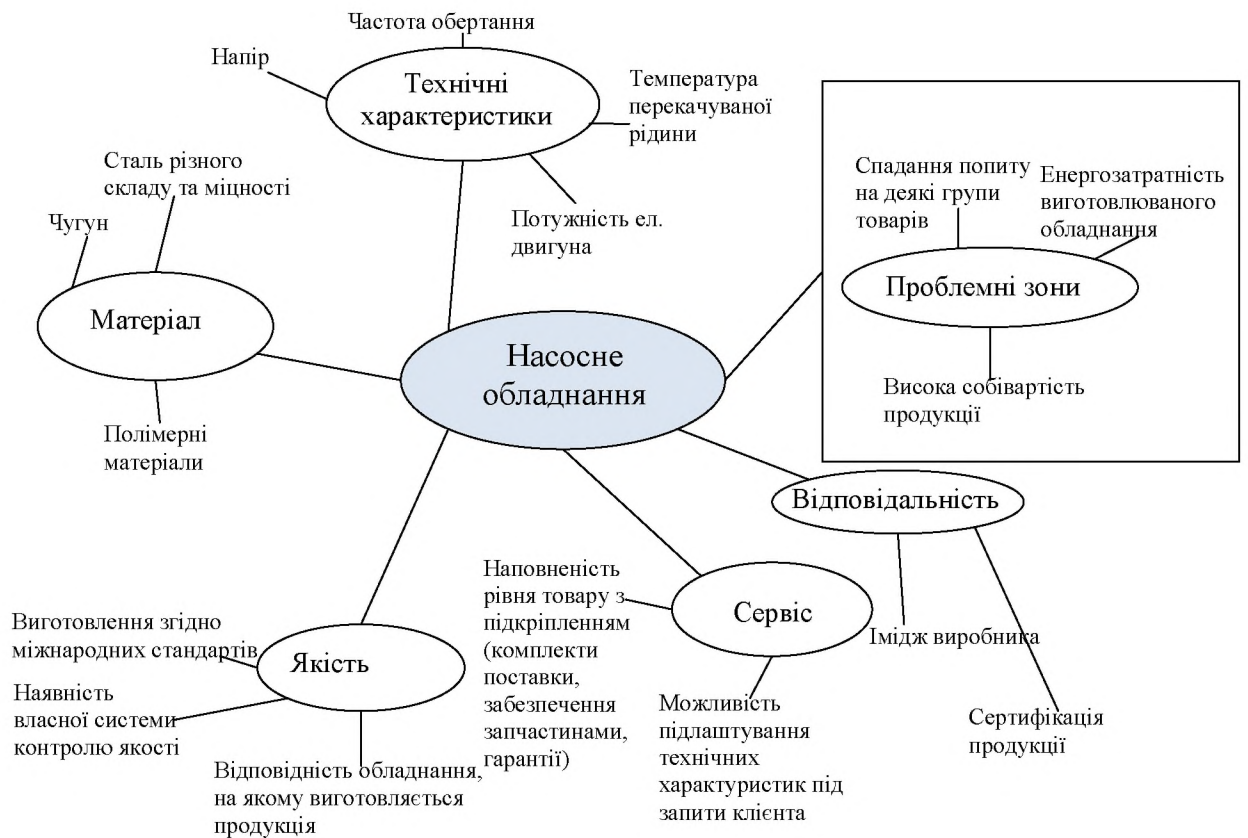 Частота обертання
Напір
Технічні
характеристики
Температура
перекачуваної
рідини
Потужність ел.
двигуна
Сталь різного
складу та міцності
Чугун
Матеріал
Полімерні
матеріали
Насосне
обладнання
Спадання попиту
на деякі групи
товарів
Енергозатратність
виготовлюваного
обладнання
Проблемні зони
Висока собівартість
продукції
Відповідальність
Імідж виробника
Сертифікація
продукції
Сервіс
Наповненість
рівня товару з
підкріпленням
(комплекти
поставки,
забезпечення
запчастинами,
гарантії)
Можливість
підлаштування
технічних
характуристик під
запити клієнта
Якість
Виготовлення згідно
міжнародних стандартів
Наявність
власної системи
контролю якості
Відповідність обладнання,
на якому виготовляється
продукція